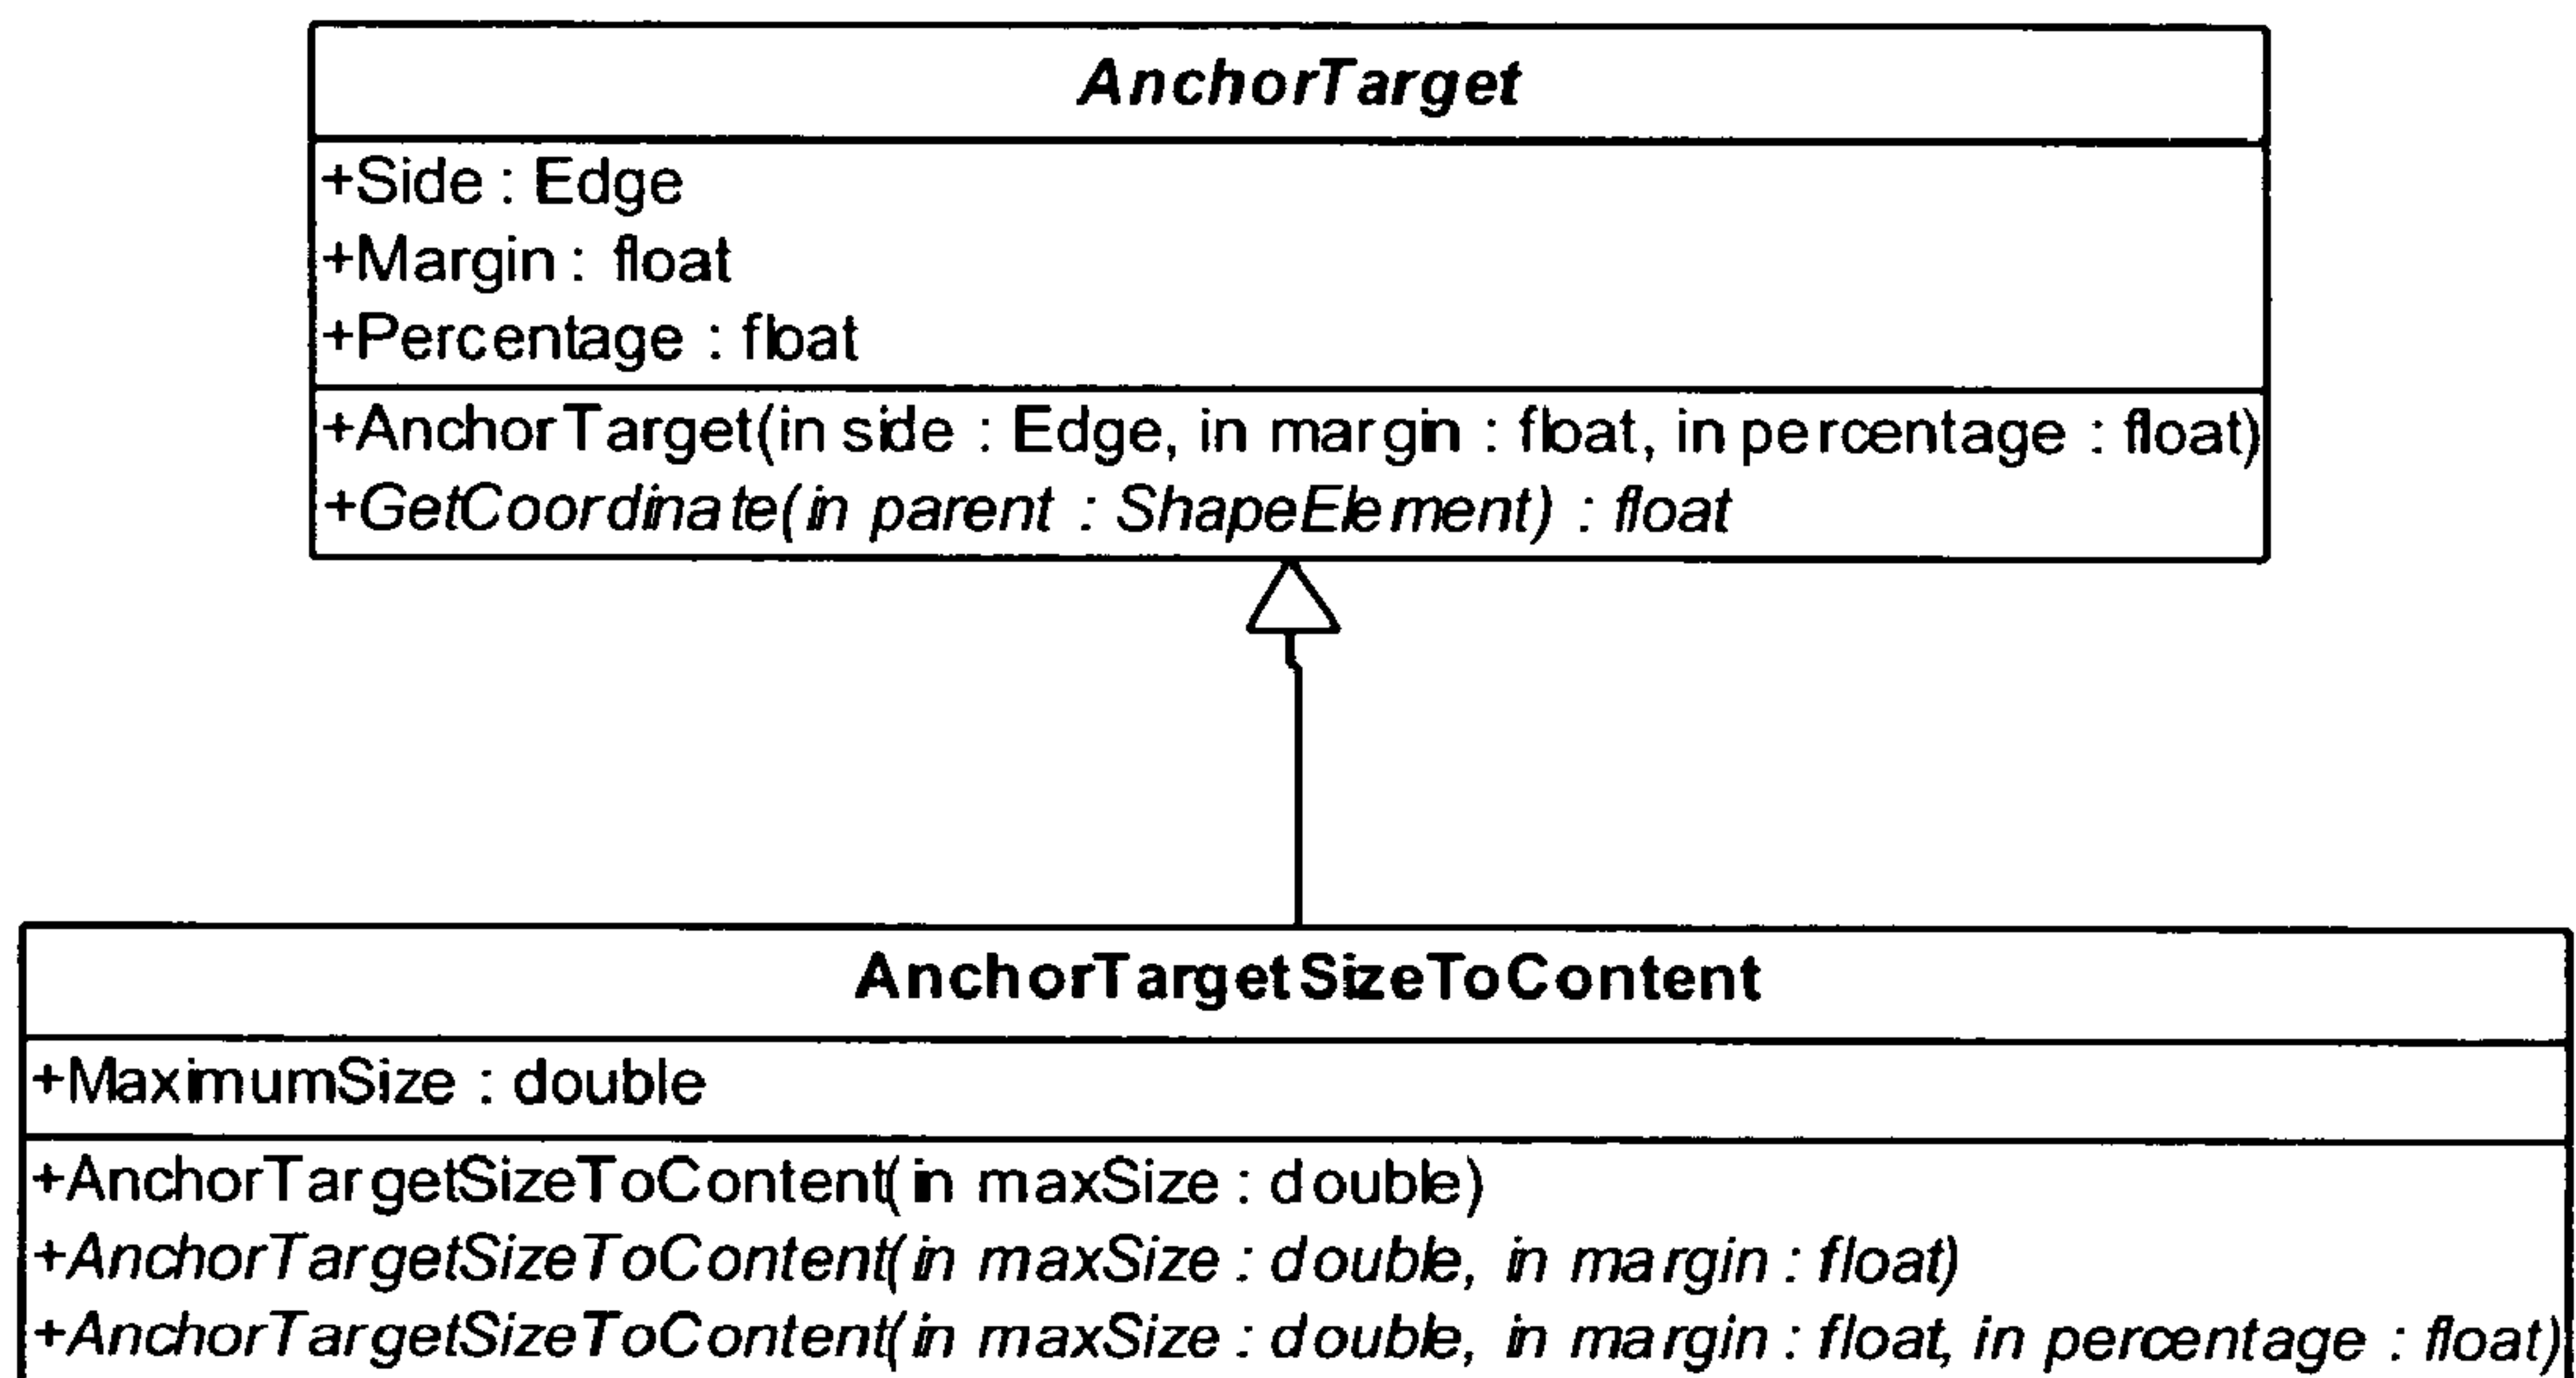 AnchorTarget
+Side : Edge
+Margin : float
+Percentage : float
+AnchorTarget(in side : Edge, in margin : float, in percentage : float)
+GetCoordinate(in parent : ShapeElement) : float
AnchorTargetSizeToContent
+MaximumSize : double
+AnchorTargetSizeToContent(in maxSize : double)
+AnchorTargetSizeToContent(in maxSize : double, in margin : float)
+AnchorTargetSizeToContent(in maxSize : double, in margin : float, in percentage : float)